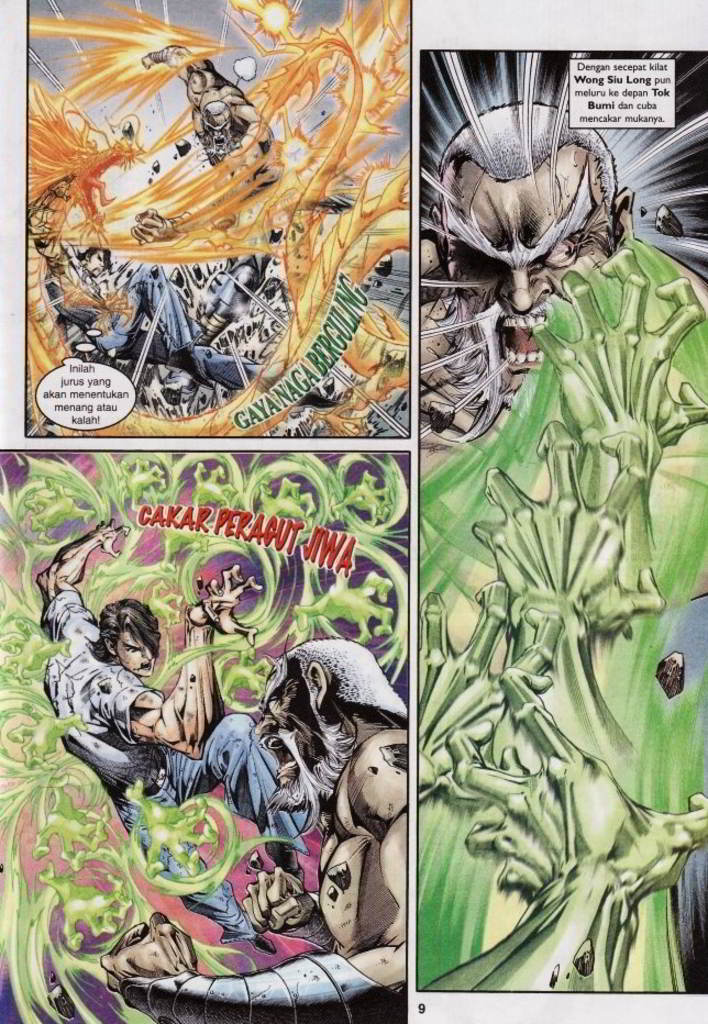 Inilah
jurus yang
akan menentukan
menang atau
kalah!
GAYA NAGA BERGULING
CAKAR PERAGUT JIWA
Dengan secepat kilat
Wong Siu Long pun
meluru ke depan Tok
Bumi dan cuba
mencakar mukanya.
9